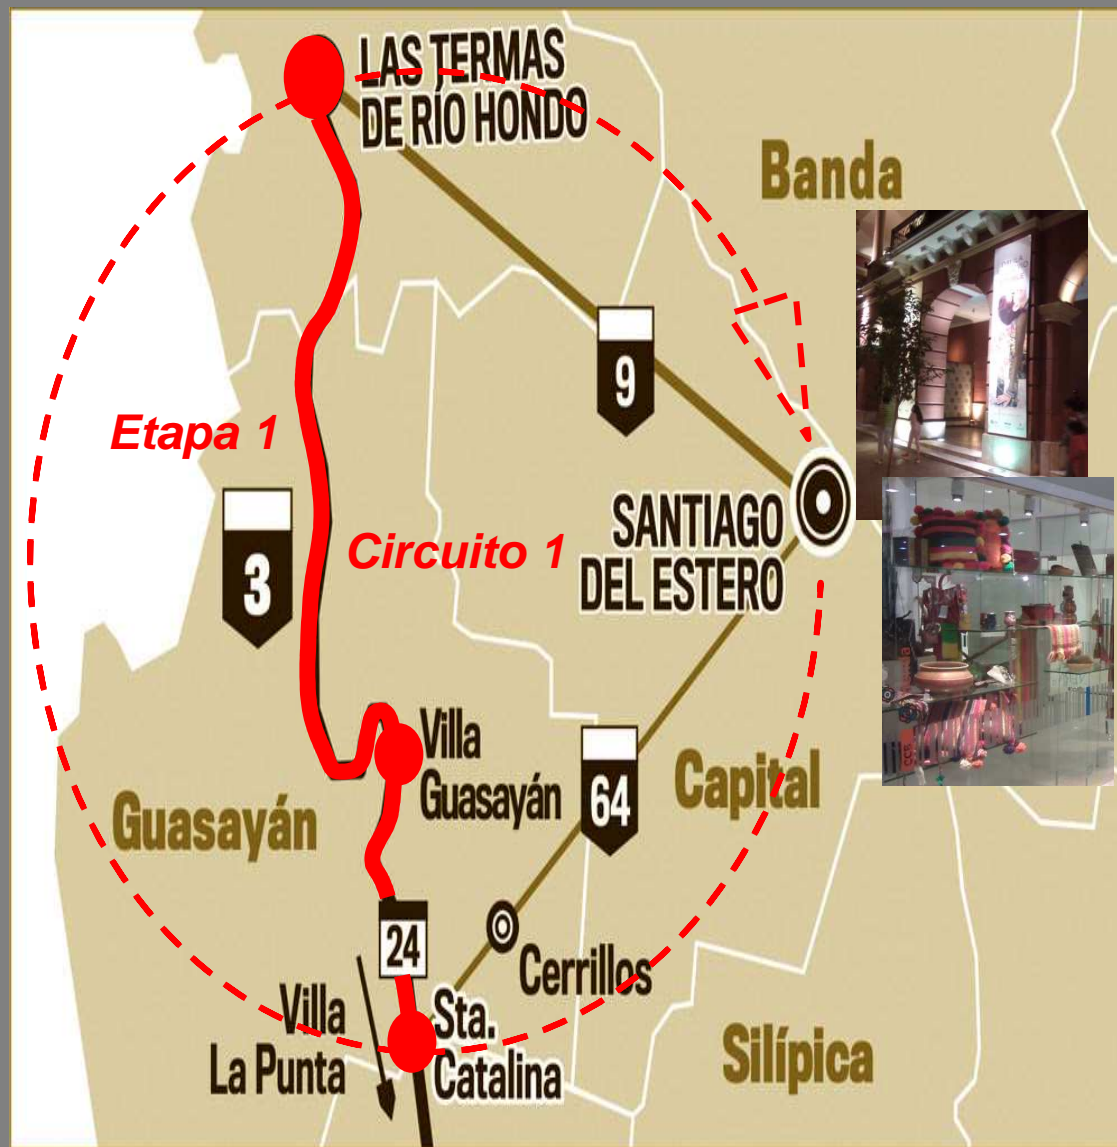 LAS TERMAS
DE RÍO HONDO
Banda
9
Etapa 1
3
Circuito 1
SANTIAGO
DEL ESTERO
Villa
Guasayán
64
Capital
Guasayán
24
Cerrillos
Villa
La Punta
Sta.
Catalina
Silípica